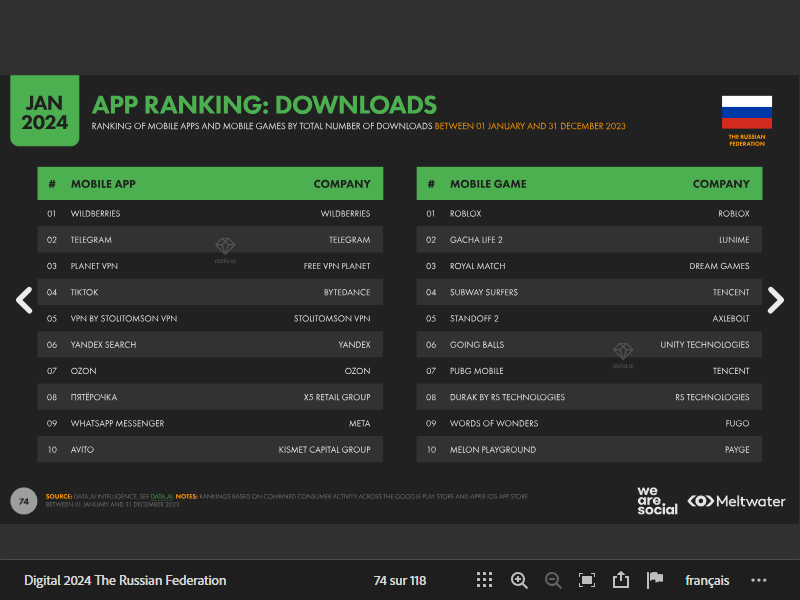 JAN
2024
APP RANKING: DOWNLOADS
RANKING OF MOBILE APPS AND MOBILE GAMES BY TOTAL NUMBER OF DOWNLOADS BETWEEN 01 JANUARY AND 31 DECEMBER 2023
THE RUSSIAN
FEDERATION
# MOBILE APP COMPANY
01 WILDBERRIES WILDBERRIES
02 TELEGRAM TELEGRAM
03 PLANET VPN FREE VPN PLANET
04 TIKTOK BYTEDANCE
05 VPN BY STOLITOMSON VPN STOLITOMSON VPN
06 YANDEX SEARCH YANDEX
07 OZON OZON
08 ПЯТЁРОЧКА X5 RETAIL GROUP
09 WHATSAPP MESSENGER META
10 AVITO KISMET CAPITAL GROUP
data.ai
# MOBILE GAME COMPANY
01 ROBLOX ROBLOX
02 GACHA LIFE 2 LUNIME
03 ROYAL MATCH DREAM GAMES
04 SUBWAY SURFERS TENCENT
05 STANDOFF 2 AXLEBOLT
06 GOING BALLS UNITY TECHNOLOGIES
07 PUBG MOBILE TENCENT
08 DURAK BY RS TECHNOLOGIES RS TECHNOLOGIES
09 WORDS OF WONDERS FUGO
10 MELON PLAYGROUND PAYGE
data.ai
74
SOURCE: DATA.AI INTELLIGENCE. SEE DATA.AI. NOTES: RANKINGS BASED ON COMBINED CONSUMER ACTIVITY ACROSS THE GOOGLE PLAY STORE AND APPLE IOS APP STORE
BETWEEN 01 JANUARY AND 31 DECEMBER 2023.
we
are
social
Meltwater
Digital 2024 The Russian Federation
74 sur 118
français